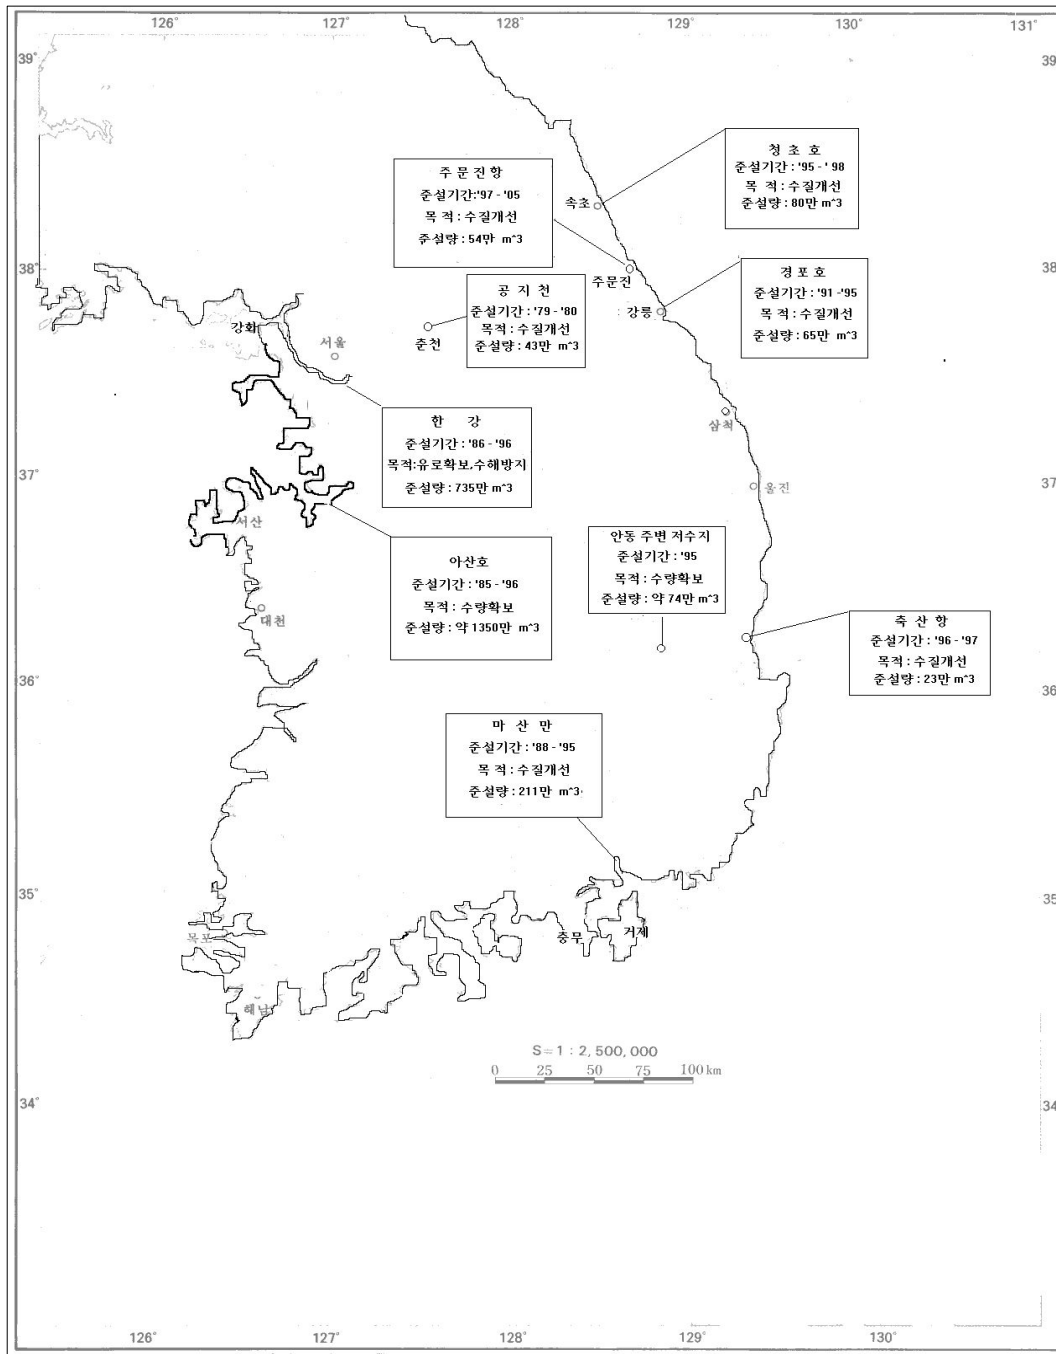 126° 127° 128° 129° 130° 131°
39°
39
청 초 호
준설기간 : '95 - ' 98
목 적 : 수질개선
준설량 : 80만 m^3
주 문 진 항
준설기간:'97 - '05
목 적 : 수질개선
준설량 : 54만 m^3
속초
38°
38
주문진
경 포 호
준설기간 : '91 -'95
목 적 : 수질개선
준설량 : 65만 m^3
강릉
공 지 천
준설기간 : '79 - '80
목적 : 수질개선
준설량 : 43만 m^3
춘천
강화
서울
삼척
한 강
준설기간 : '86 - '96
목적:유로확보,수해방지
준설량 : 735만 m^3
37°
37
울진
서산
아산호
준설기간 : '85 - '96
목적 : 수량확보
준설량 : 약 1350만 m^3
안동 주변 저수지
준설기간 : '95
목적 : 수량확보
준설량 : 약 74만 m^3
대천
축 산 항
준설기간 : '96 - '97
목적 : 수질개선
준설량 : 23만 m^3
36°
36
마 산 만
준설기간 : '88 - '95
목 적 : 수질개선
준설량 : 211만 m^3
35°
35
목포
충무
거제
해남
S=1 : 2,500,000
0 25 50 75 100 km
34°
34
126° 127° 128° 129° 130°